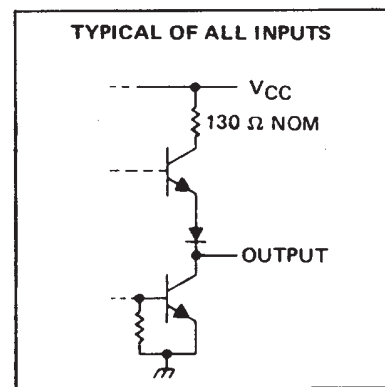 TYPICAL OF ALL INPUTS
VCC
130 Ω NOM
OUTPUT